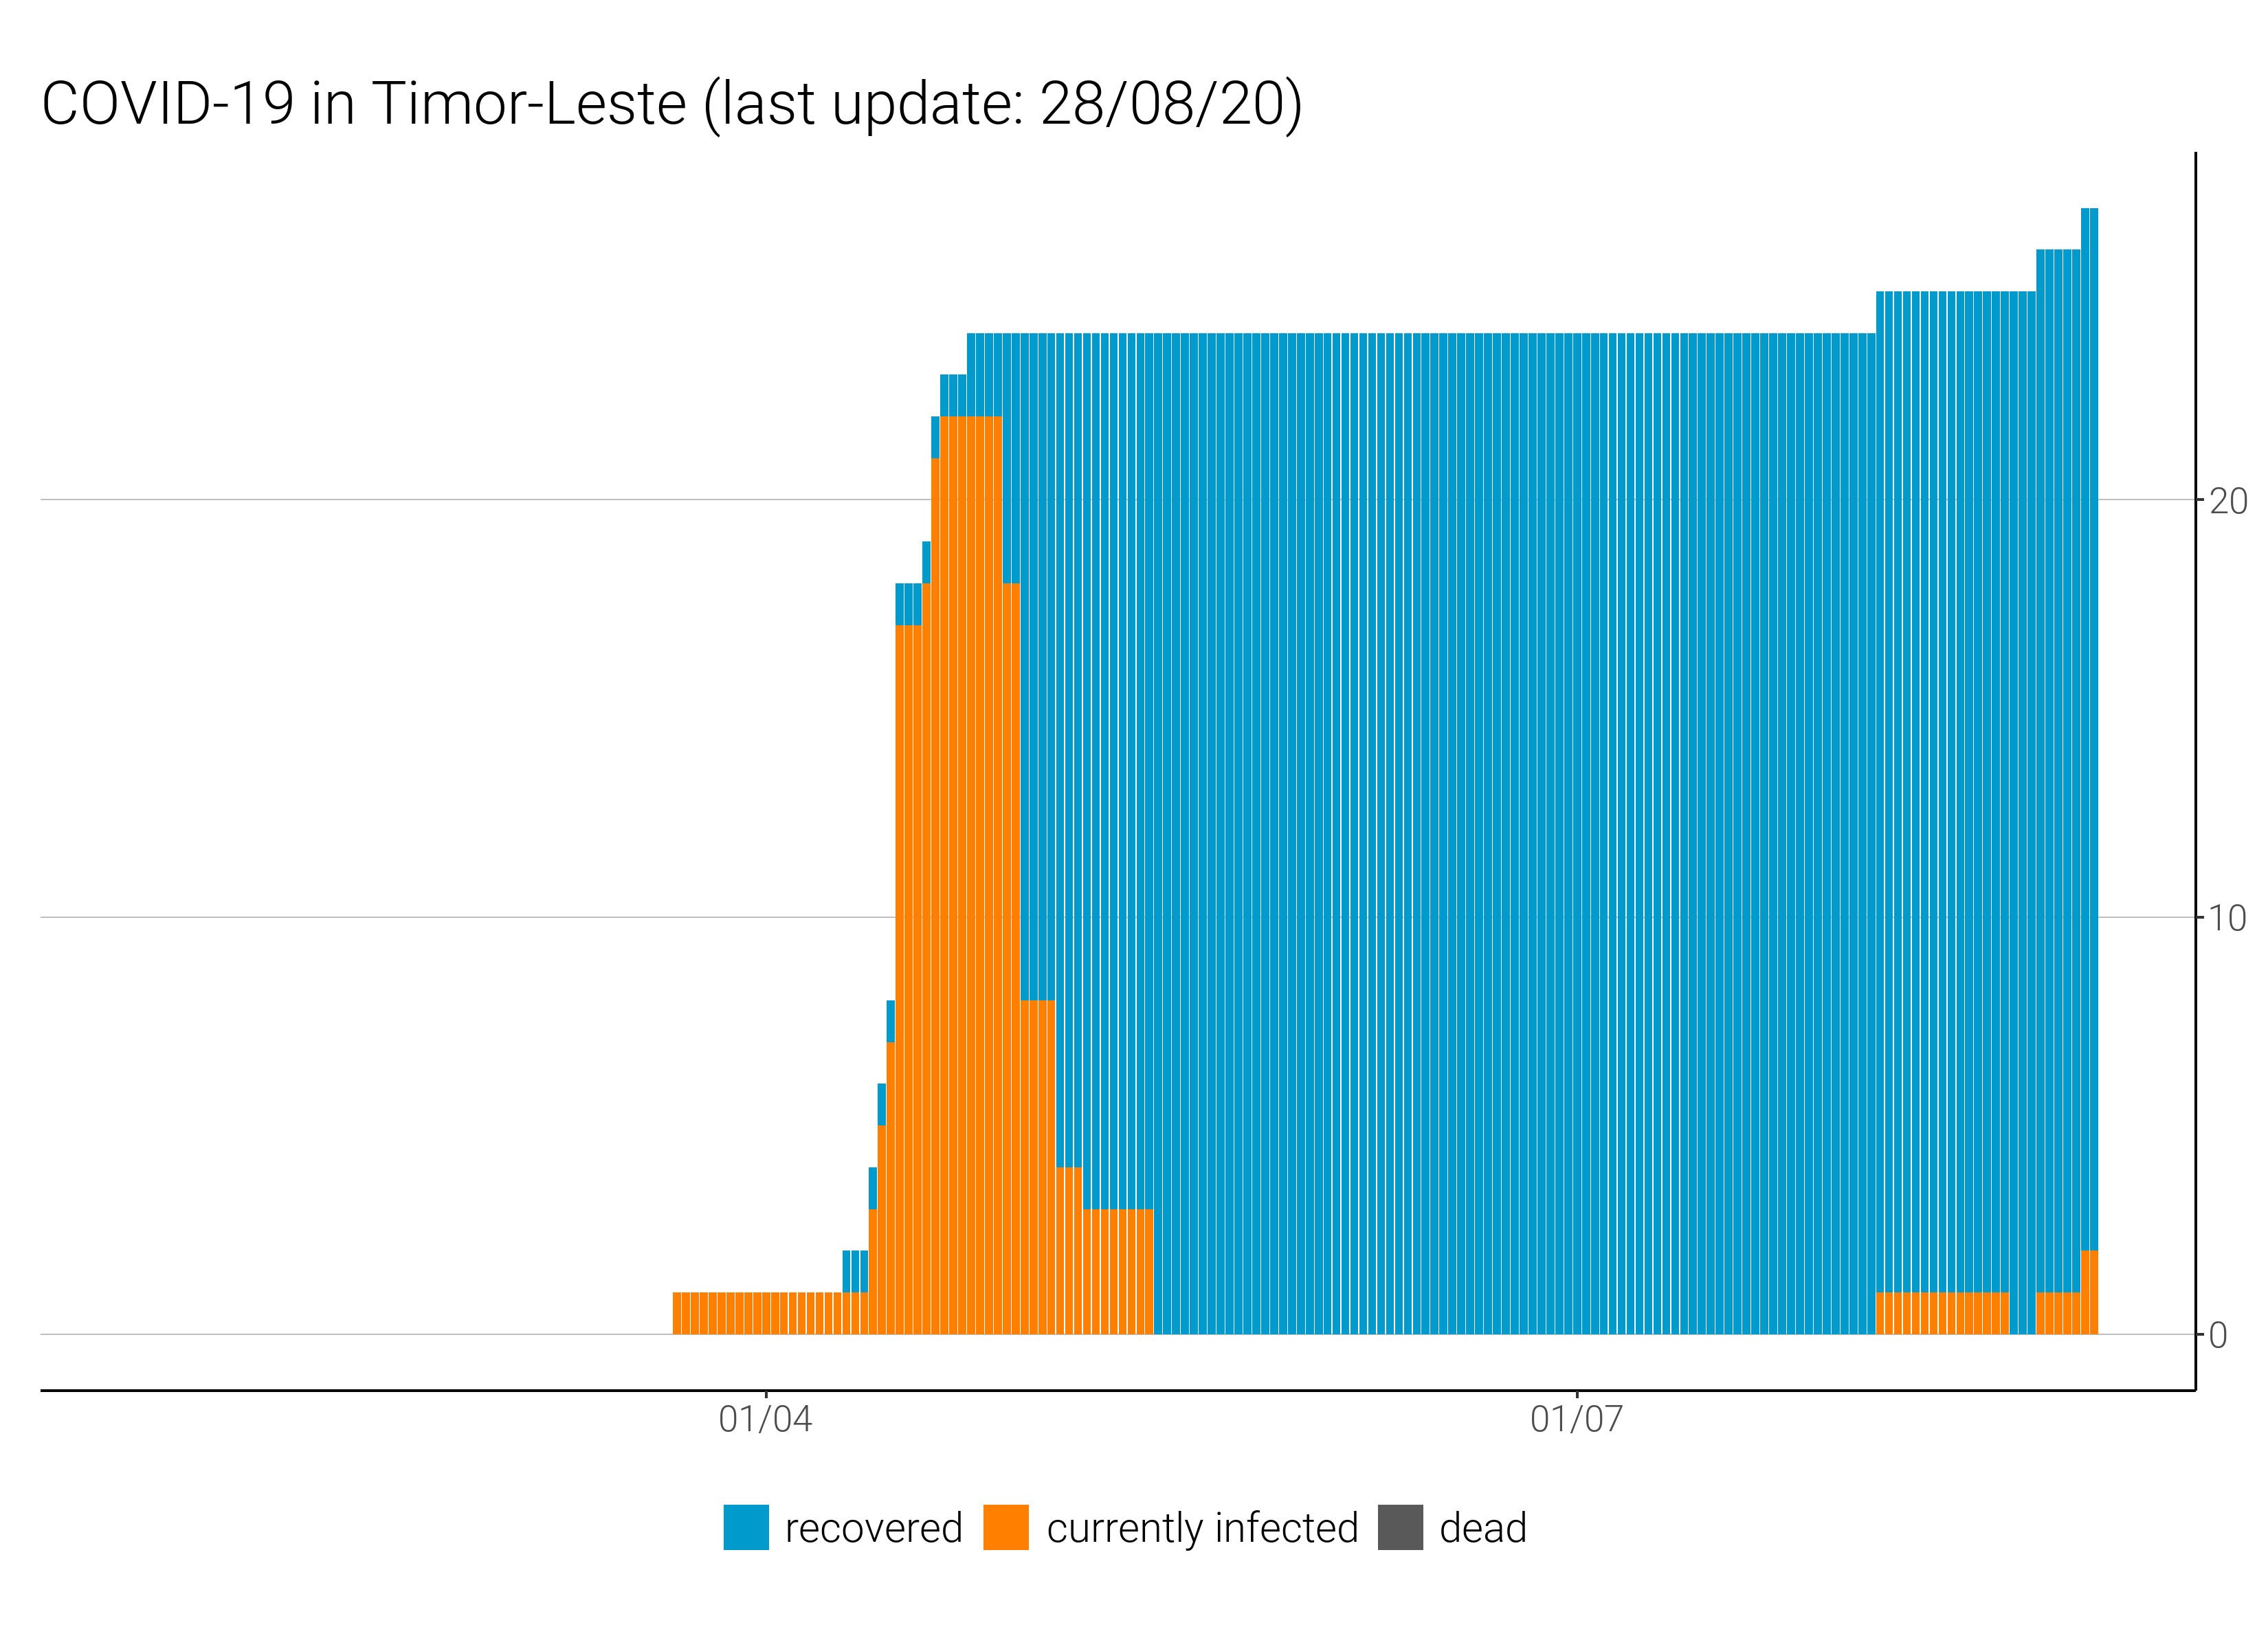 COVID-19 in Timor-Leste (last update: 28/08/20)
20
10
0
01/04 01/07
recovered currently infected dead